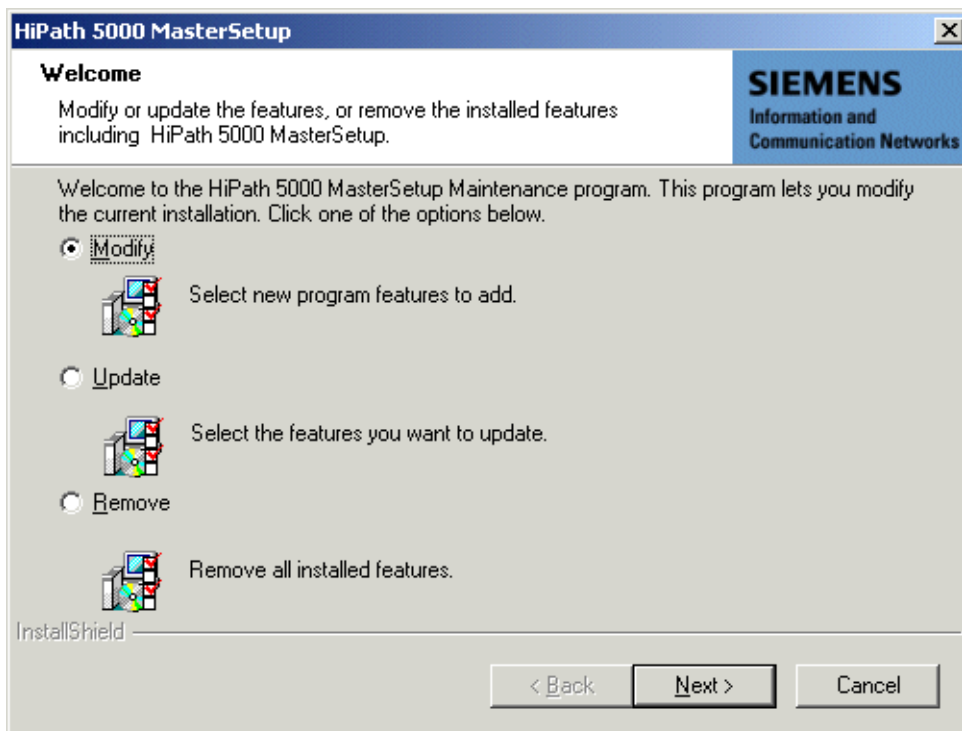 HiPath 5000 MasterSetup
Welcome
Modify or update the features, or remove the installed features
including HiPath 5000 MasterSetup.
SIEMENS
Information and
Communication Networks
Welcome to the HiPath 5000 MasterSetup Maintenance program. This program lets you modify
the current installation. Click one of the options below.
Modify
Select new program features to add.
Update
Select the features you want to update.
Remove
Remove all installed features.
InstallShield
< Back
Next >
Cancel